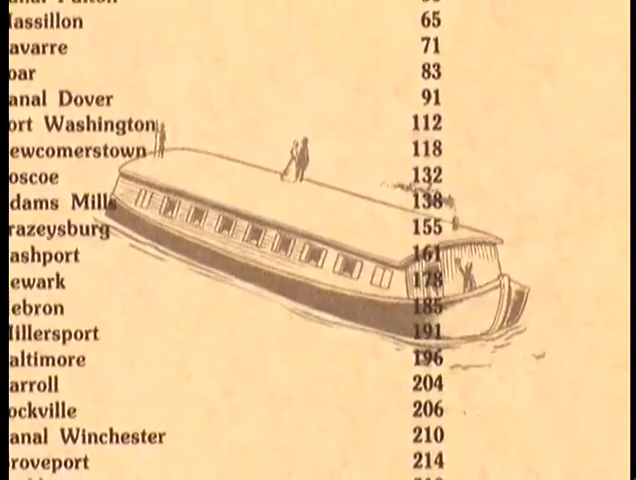 assillon 65
avarre 71
oar 83
anal Dover 91
ort Washington 112
ewcomerstown 118
oscoe 132
dams Mills 138
razeysburg 155
ashport 161
ewark 178
ebron 185
illersport 191
altimore 196
arroll 204
ockville 206
anal Winchester 210
roveport 214